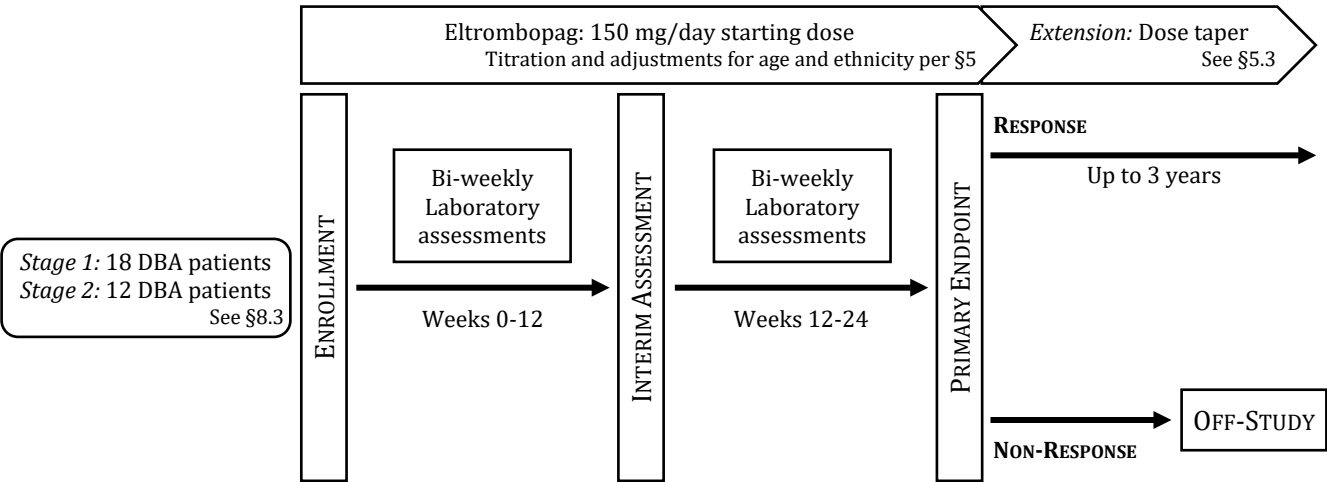 Eltrombopag: 150 mg/day starting dose
Titration and adjustments for age and ethnicity per §5
Extension: Dose taper
See §5.3
Stage 1: 18 DBA patients
Stage 2: 12 DBA patients
See §8.3
ENROLLMENT
Bi-weekly
Laboratory
assessments
Weeks 0-12
INTERIM ASSESSMENT
Bi-weekly
Laboratory
assessments
Weeks 12-24
PRIMARY ENDPOINT
RESPONSE
Up to 3 years
NON-RESPONSE
OFF-STUDY